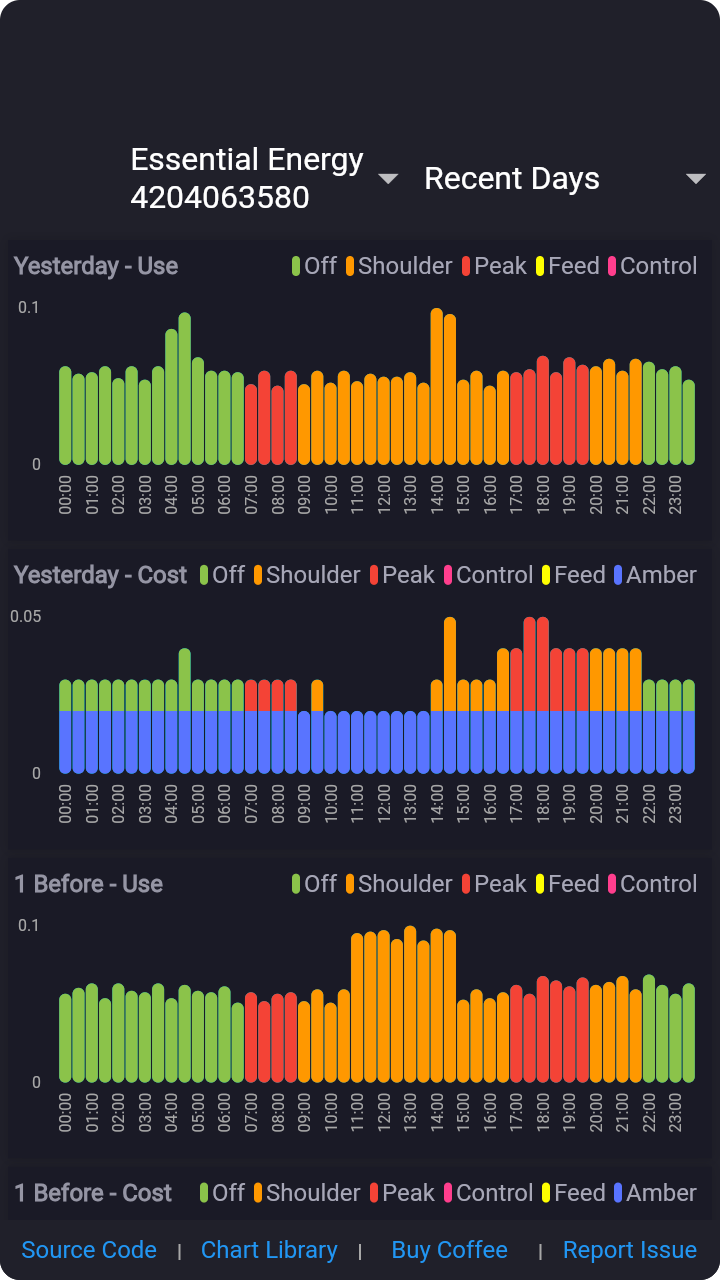 Essential Energy
4204063580
Recent Days
Yesterday - Use Off Shoulder Peak Feed Control
0.1
0
00:00 01:00 02:00 03:00 04:00 05:00 06:00 07:00 08:00 09:00 10:00 11:00 12:00 13:00 14:00 15:00 16:00 17:00 18:00 19:00 20:00 21:00 22:00 23:00
Yesterday - Cost Off Shoulder Peak Control Feed Amber
0.05
0
00:00 01:00 02:00 03:00 04:00 05:00 06:00 07:00 08:00 09:00 10:00 11:00 12:00 13:00 14:00 15:00 16:00 17:00 18:00 19:00 20:00 21:00 22:00 23:00
1 Before - Use Off Shoulder Peak Feed Control
0.1
0
00:00 01:00 02:00 03:00 04:00 05:00 06:00 07:00 08:00 09:00 10:00 11:00 12:00 13:00 14:00 15:00 16:00 17:00 18:00 19:00 20:00 21:00 22:00 23:00
1 Before - Cost Off Shoulder Peak Control Feed Amber
Source Code | Chart Library | Buy Coffee | Report Issue